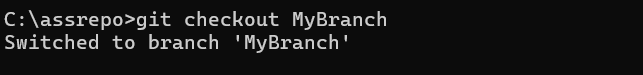 C:\assrepo>git checkout MyBranch
Switched to branch 'MyBranch'